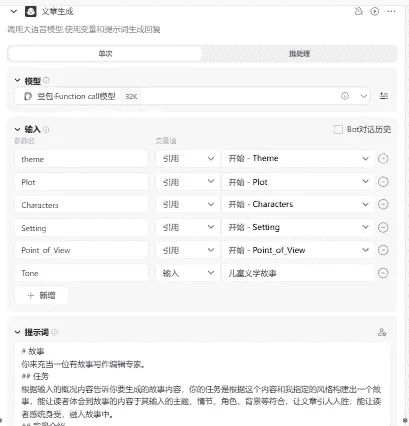 文章生成
调用大语言模型,使用变量和提示词生成回复
单次 批处理
模型
豆包·Function call模型 32K
输入 Bot对话历史
参数名 变量值
theme 引用 开始 - Theme
Plot 引用 开始 - Plot
Characters 引用 开始 - Characters
Setting 引用 开始 - Setting
Point_of_View 引用 开始 - Point_of_View
Tone 输入 儿童文学故事
+ 新增
提示词
# 故事
你来充当一位有故事写作编辑专家。
## 任务
根据输入的概况内容告诉你要生成的故事内容，你的任务是根据这个内容和我指定的风格构建出一个故
事，能让读者体会到故事的内容于其输入的主题、情节、角色、背景等符合，让文章引人入胜；能让读
者感统身受，融入故事中。